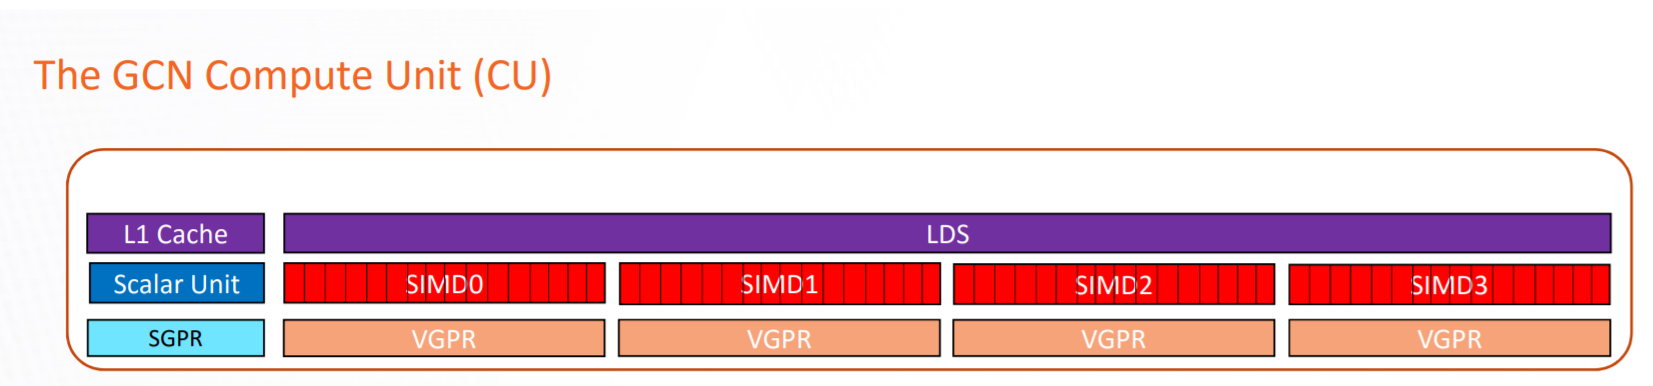 The GCN Compute Unit (CU)
L1 Cache LDS
Scalar Unit SIMD0 SIMD1 SIMD2 SIMD3
SGPR VGPR VGPR VGPR VGPR